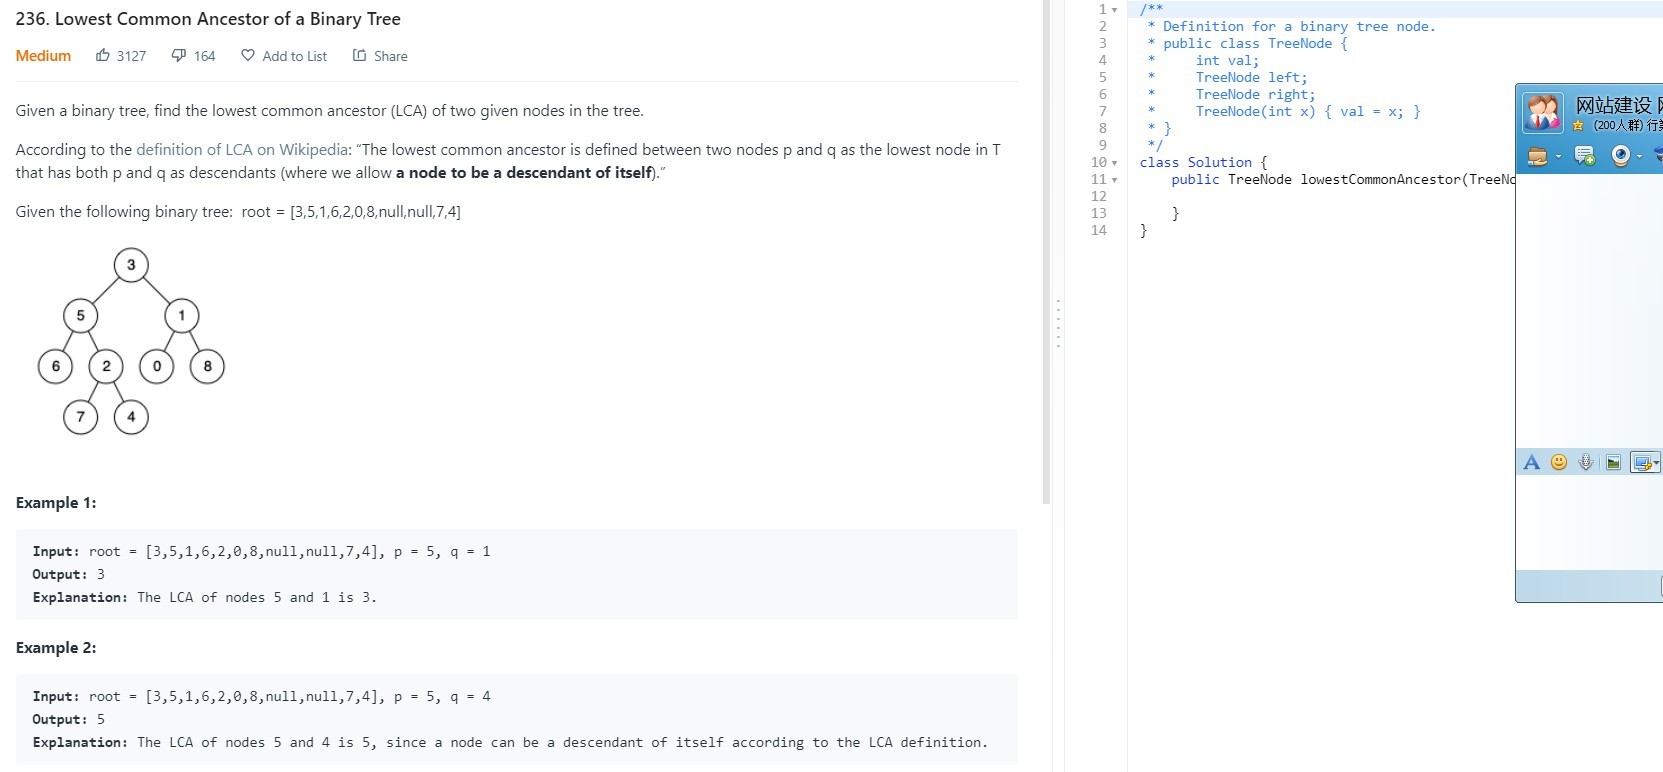 236. Lowest Common Ancestor of a Binary Tree
Medium 3127 164 Add to List Share
Given a binary tree, find the lowest common ancestor (LCA) of two given nodes in the tree.
According to the definition of LCA on Wikipedia: “The lowest common ancestor is defined between two nodes p and q as the lowest node in T
that has both p and q as descendants (where we allow a node to be a descendant of itself).”
Given the following binary tree:  root = [3,5,1,6,2,0,8,null,null,7,4]
3
5 1
6 2 0 8
7 4
Example 1:
Input: root = [3,5,1,6,2,0,8,null,null,7,4], p = 5, q = 1
Output: 3
Explanation: The LCA of nodes 5 and 1 is 3.
Example 2:
Input: root = [3,5,1,6,2,0,8,null,null,7,4], p = 5, q = 4
Output: 5
Explanation: The LCA of nodes 5 and 4 is 5, since a node can be a descendant of itself according to the LCA definition.
1 /**
2 * Definition for a binary tree node.
3 * public class TreeNode {
4 *     int val;
5 *     TreeNode left;
6 *     TreeNode right;
7 *     TreeNode(int x) { val = x; }
8 * }
9 */
10 class Solution {
11     public TreeNode lowestCommonAncestor(TreeNo
12
13     }
14 }
网站建设
(200人群) 行
A